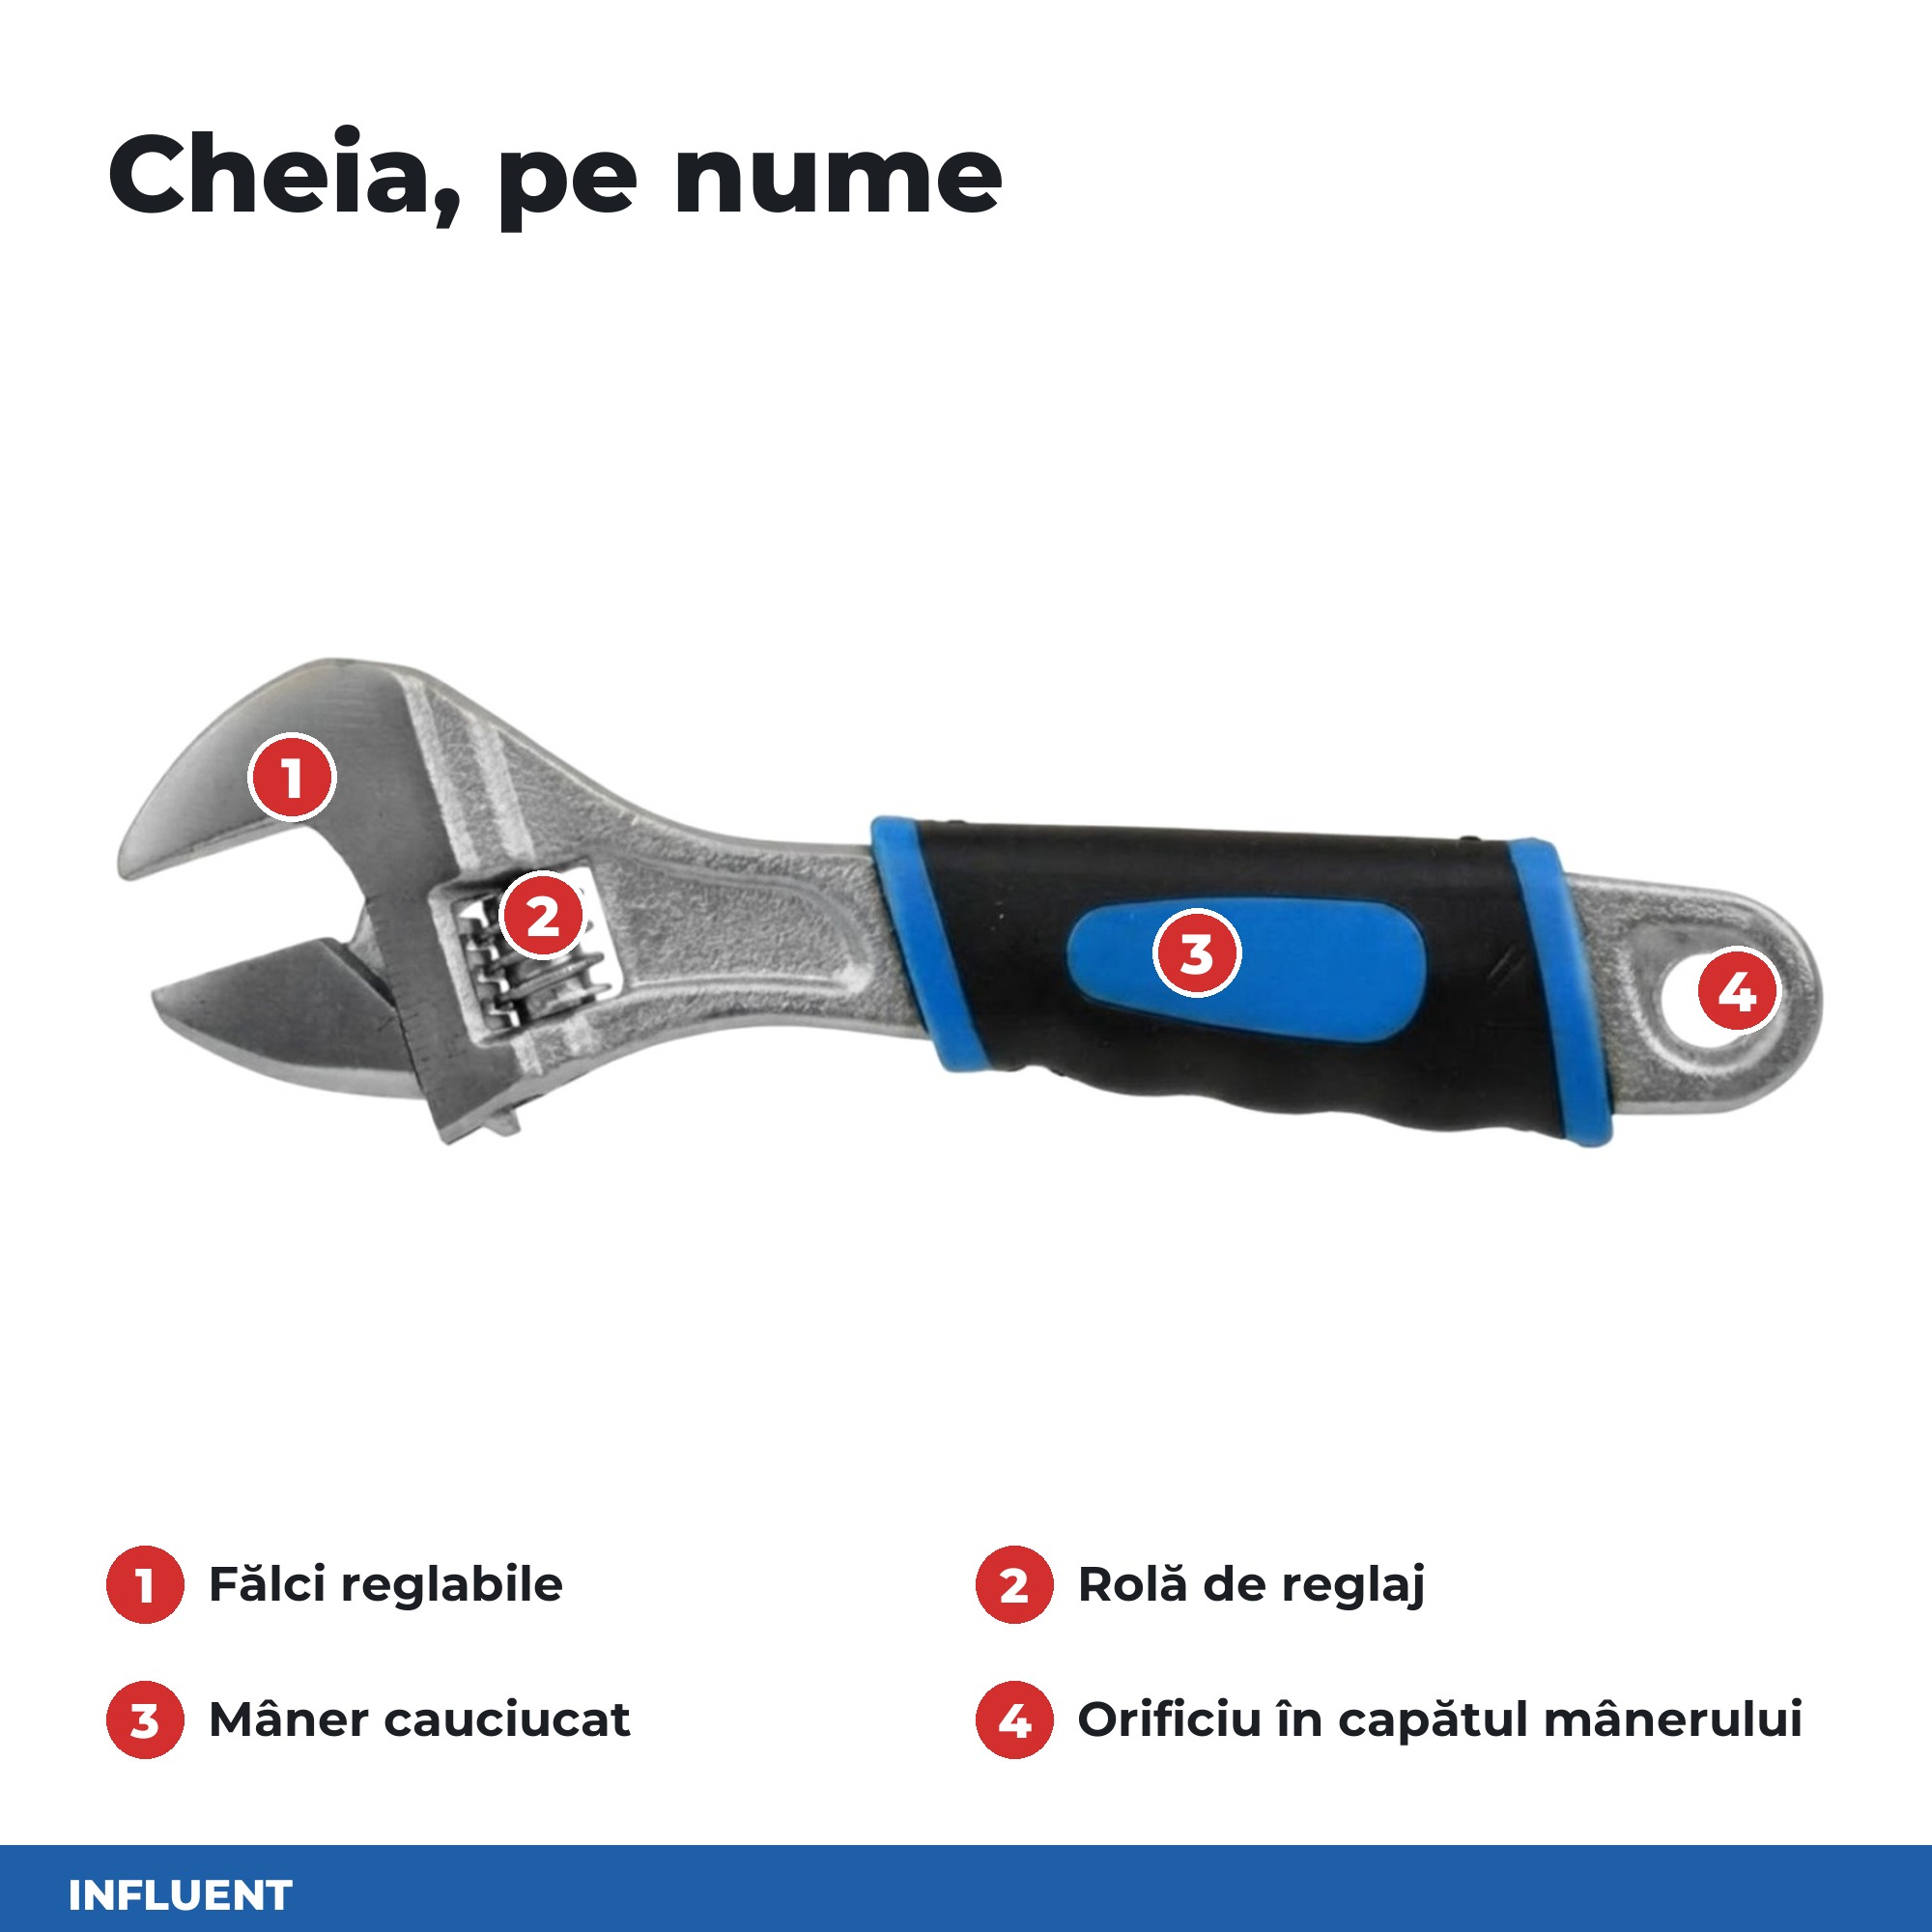 Cheia, pe nume
1
2
3
4
1 Fălci reglabile
2 Rolă de reglaj
3 Mâner cauciucat
4 Orificiu în capătul mânerului
INFLUENT